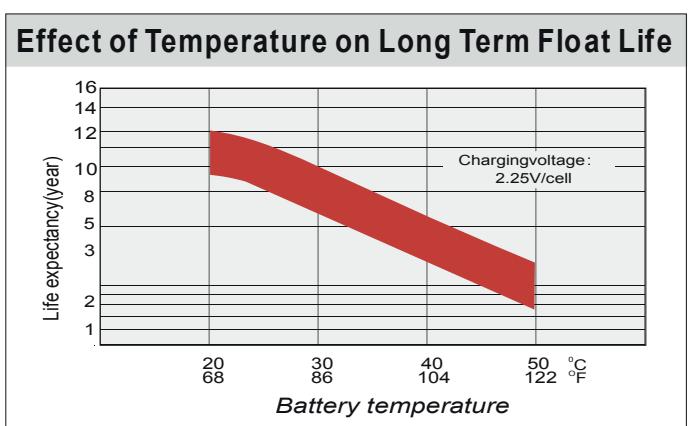 Effect of Temperature on Long Term Float Life
16
14
12
10
8
5
3
2
1
Life expectancy(year)
Chargingvoltage:
2.25V/cell
20 30 40 50 °C
68 86 104 122 °F
Battery temperature